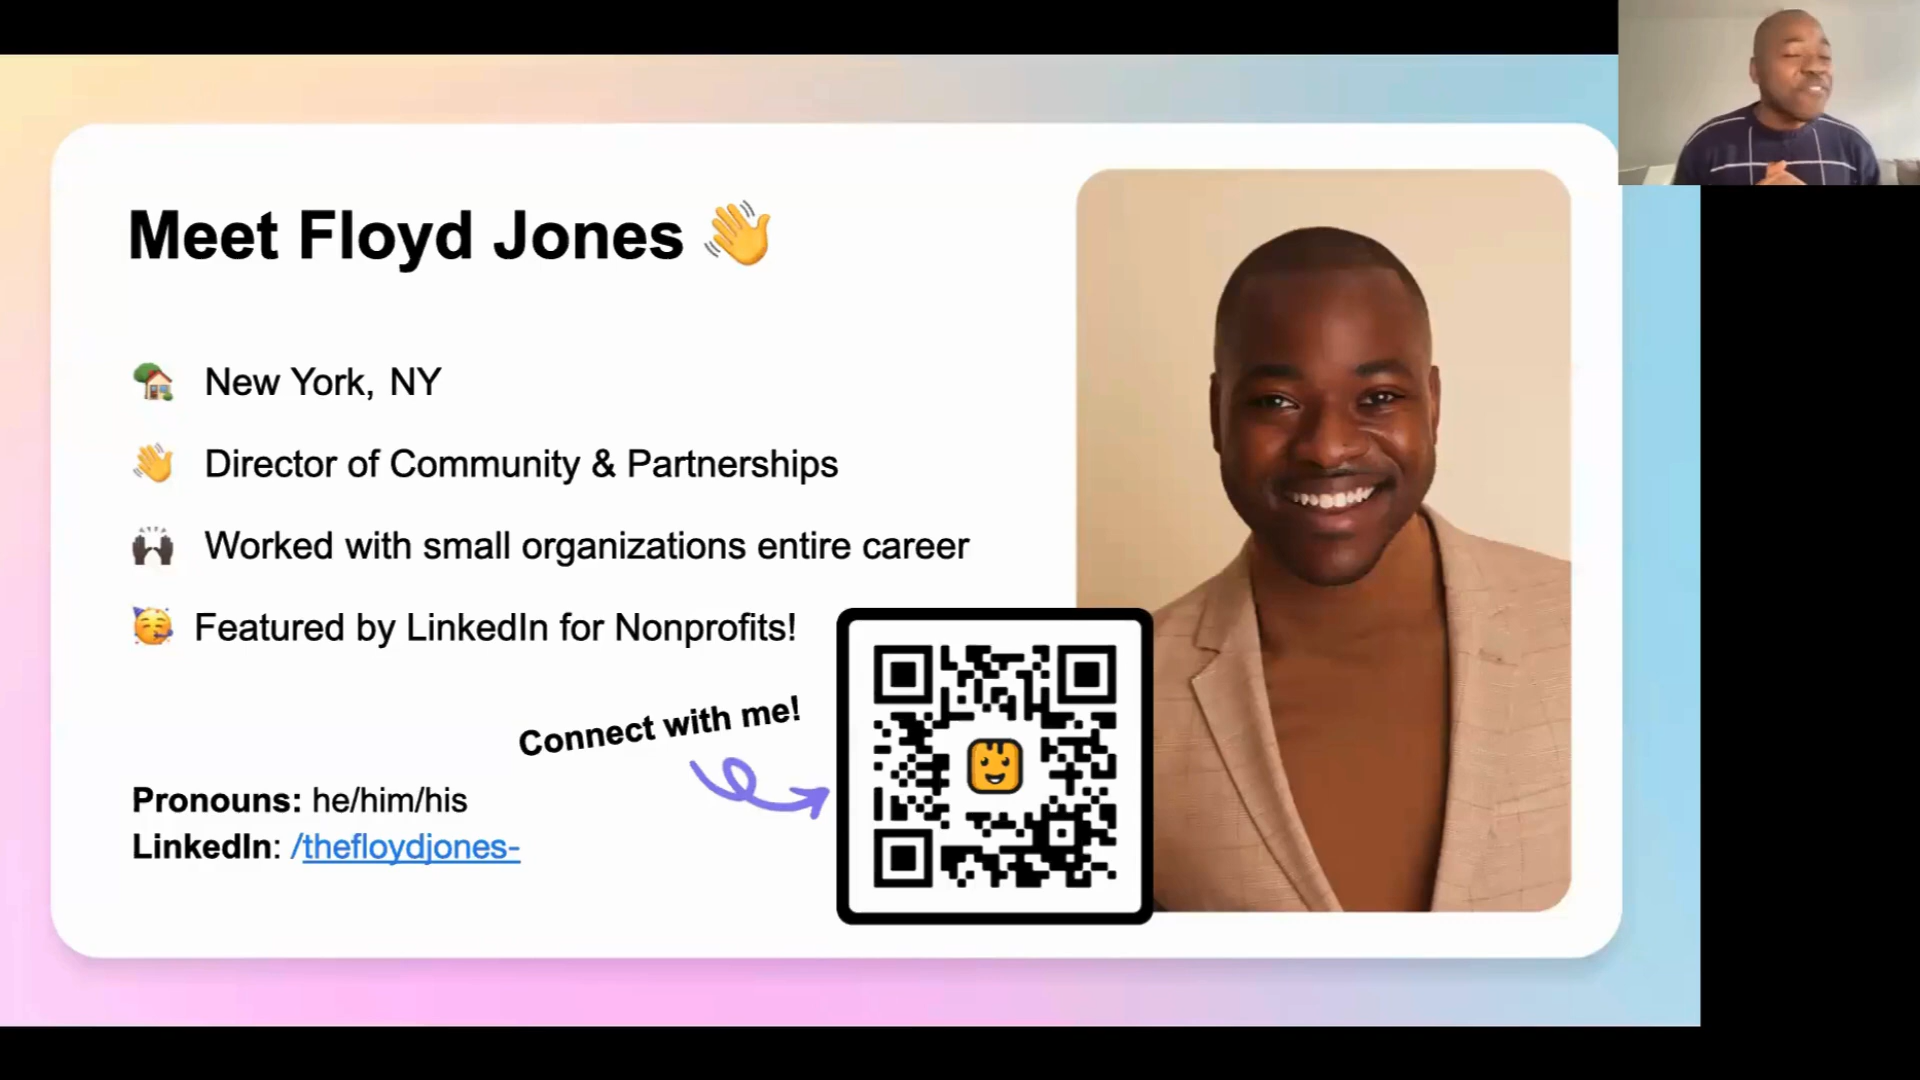 Meet Floyd Jones 👋
New York, NY
Director of Community & Partnerships
Worked with small organizations entire career
Featured by LinkedIn for Nonprofits!
Connect with me!
Pronouns: he/him/his
LinkedIn: /thefloydjones-